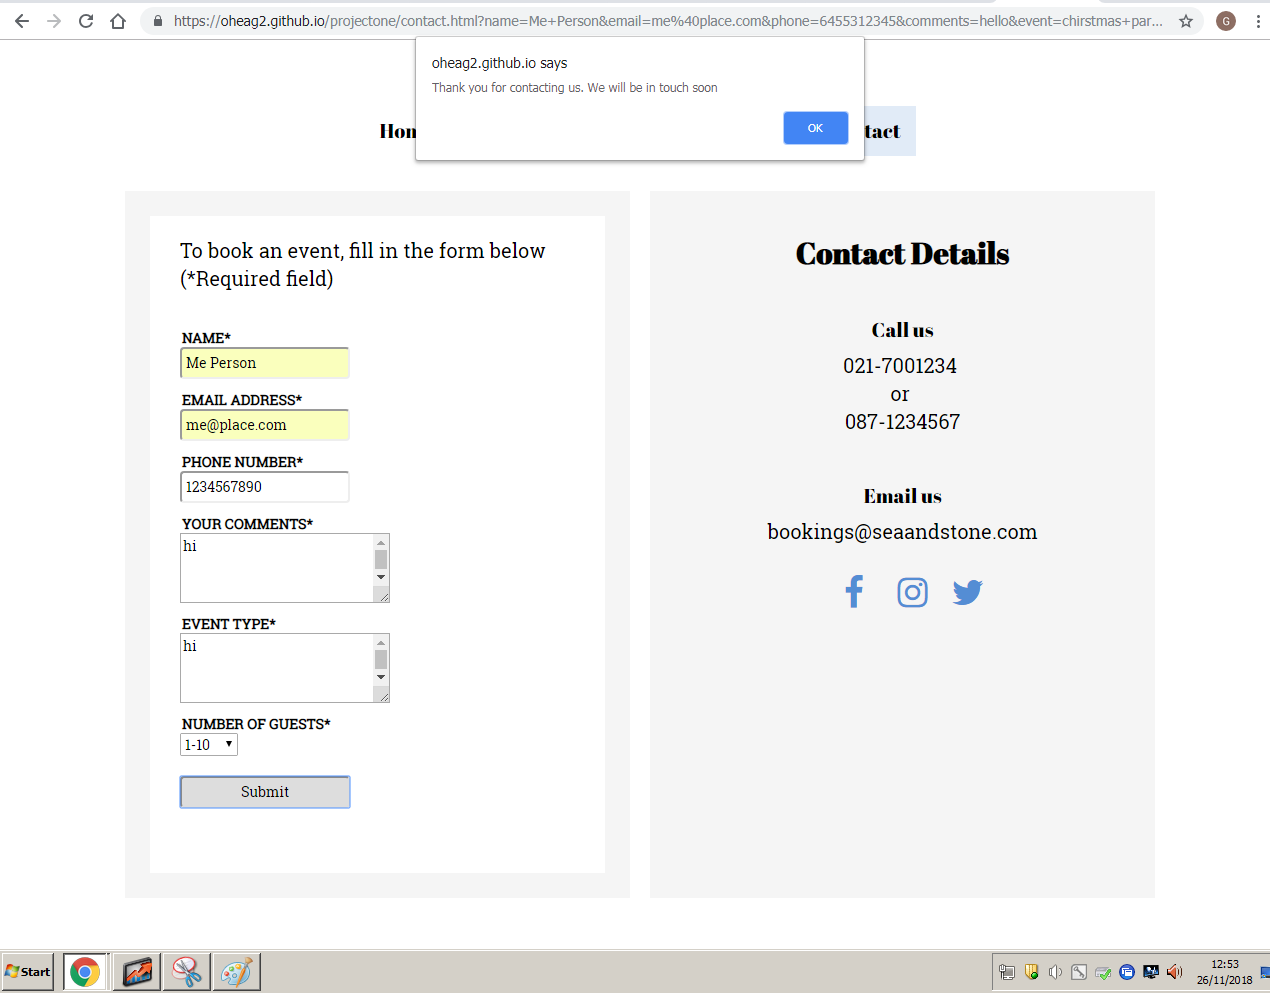 https://oheag2.github.io/projectone/contact.html?name=Me+Person&email=me%40place.com&phone=6455312345&comments=hello&event=chirstmas+par...
G
oheag2.github.io says
Thank you for contacting us. We will be in touch soon
OK
Hom
tact
To book an event, fill in the form below
(*Required field)
NAME*
Me Person
EMAIL ADDRESS*
me@place.com
PHONE NUMBER*
1234567890
YOUR COMMENTS*
hi
EVENT TYPE*
hi
NUMBER OF GUESTS*
1-10
Submit
Contact Details
Call us
021-7001234
or
087-1234567
Email us
bookings@seaandstone.com
Start
12:53
26/11/2018